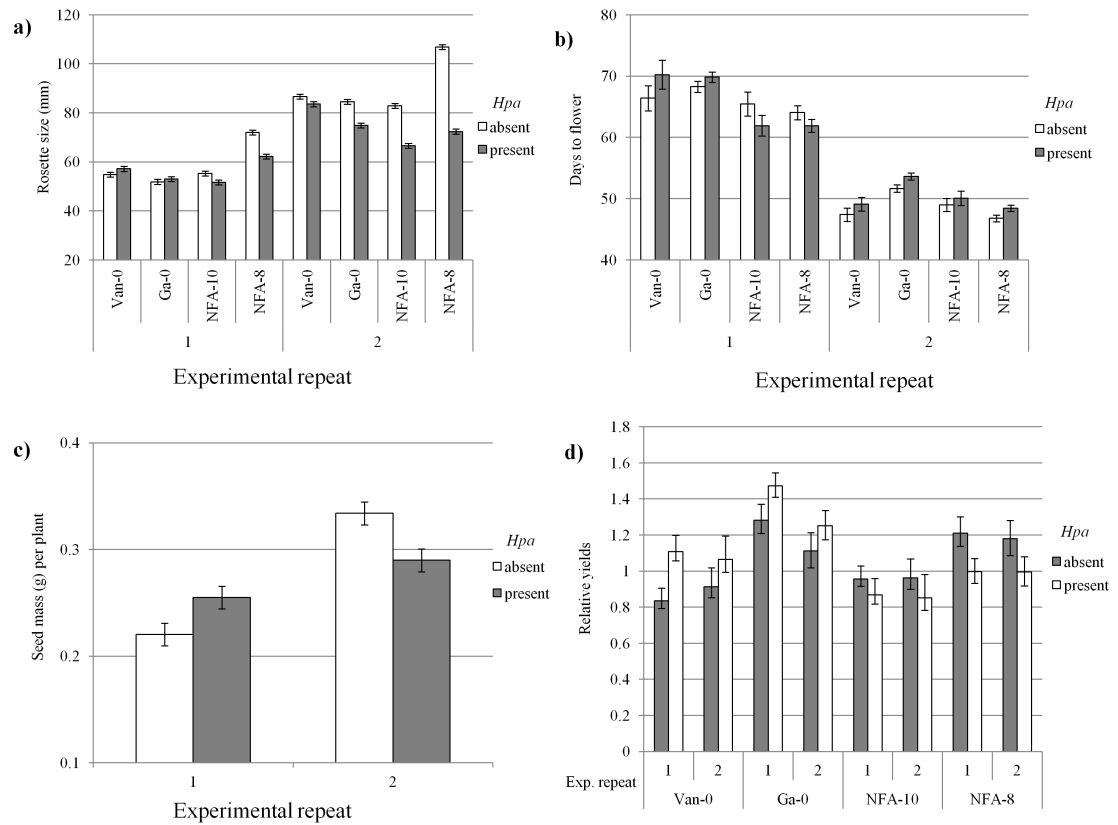 a)
120
100
80
60
40
20
Rosette size (mm)
Hpa
absent
present
Van-0
Ga-0
NFA-10
NFA-8
Van-0
Ga-0
NFA-10
NFA-8
1
2
Experimental repeat
b)
80
70
60
50
40
Days to flower
Hpa
absent
present
Van-0
Ga-0
NFA-10
NFA-8
Van-0
Ga-0
NFA-10
NFA-8
1
2
Experimental repeat
c)
0.4
0.3
0.2
0.1
Seed mass (g) per plant
Hpa
absent
present
1
2
Experimental repeat
d)
1.8
1.6
1.4
1.2
1
0.8
0.6
0.4
0.2
0
Relative yields
Hpa
absent
present
Exp. repeat 1 2 1 2 1 2 1 2
Van-0 Ga-0 NFA-10 NFA-8